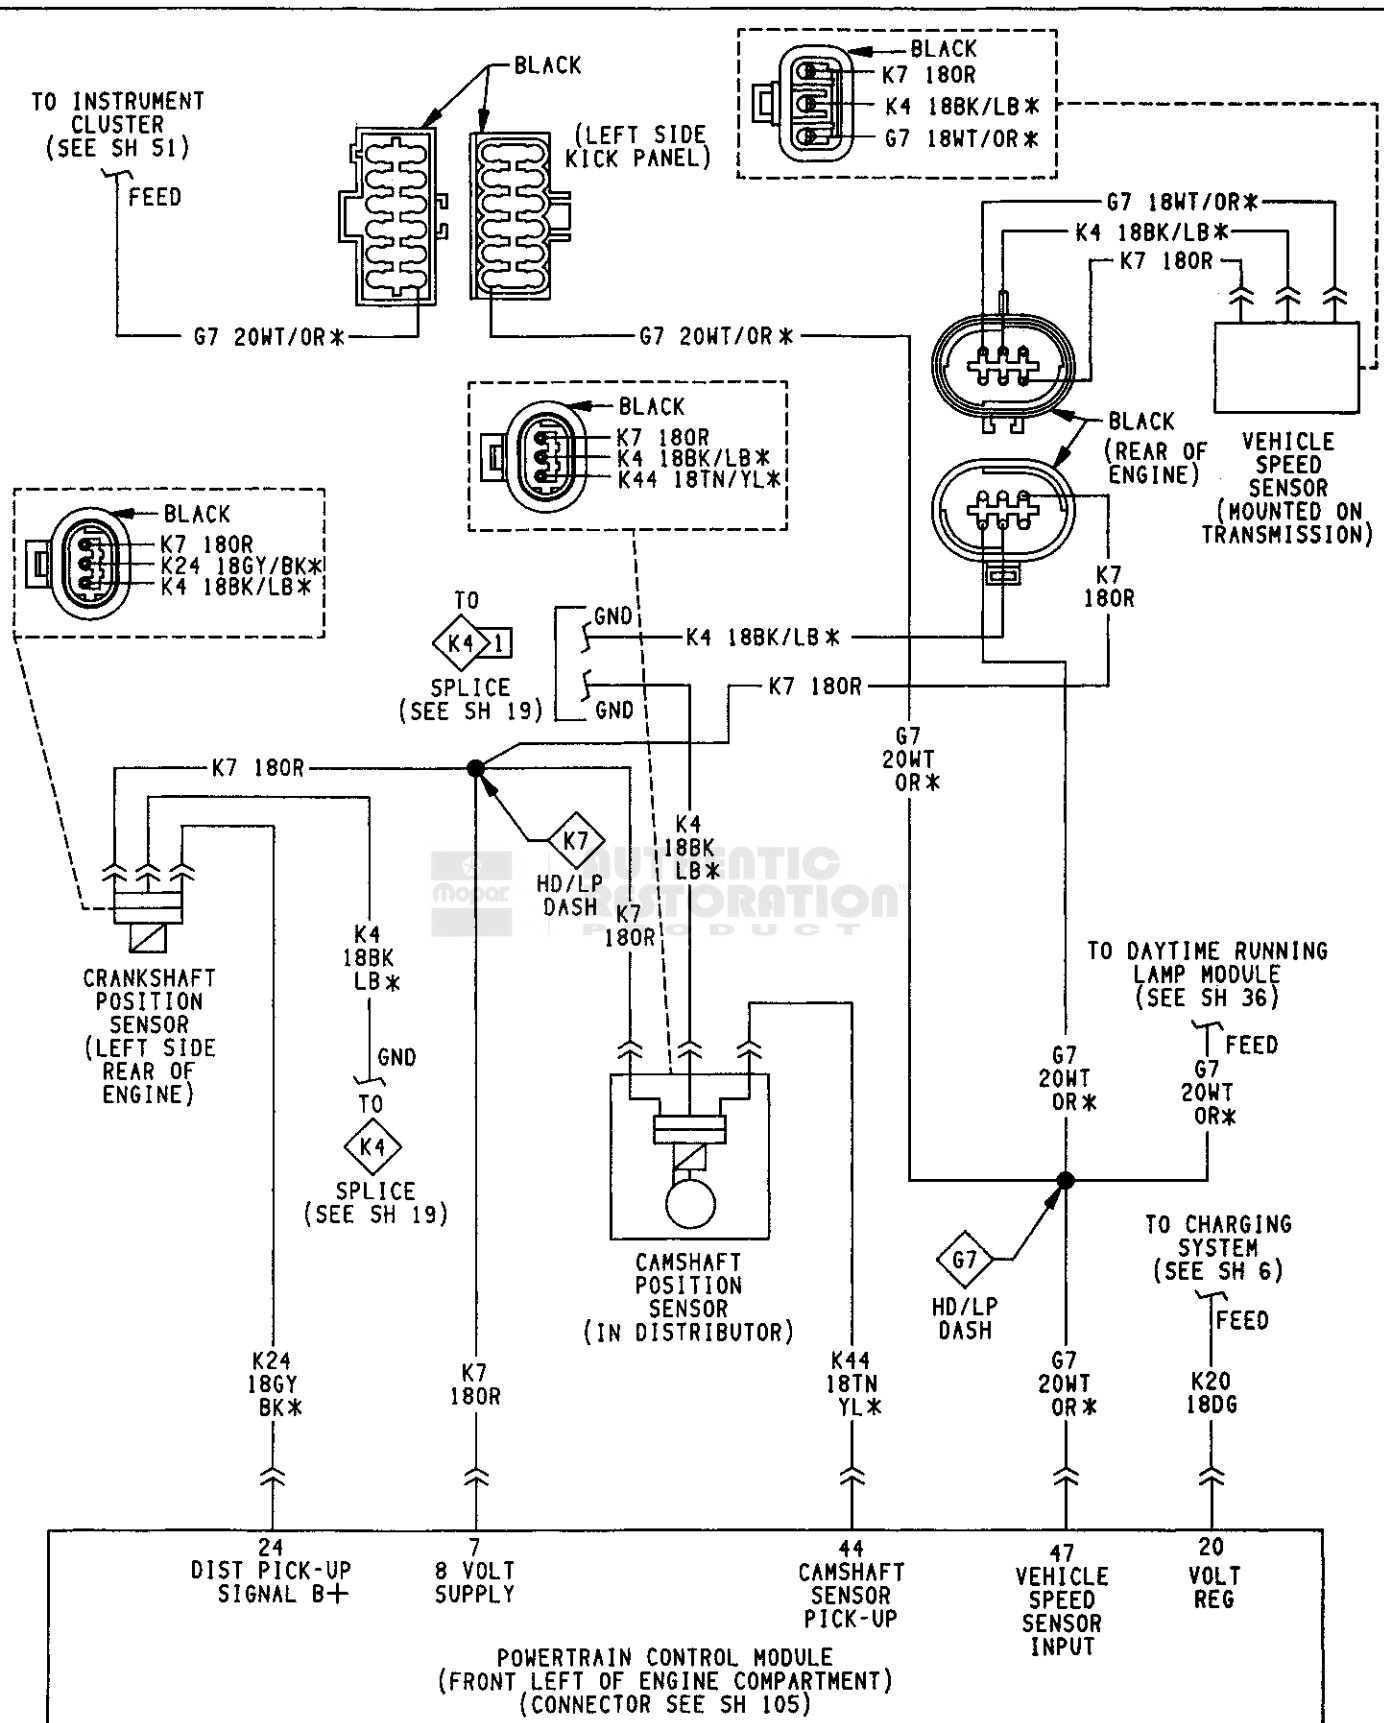 BLACK
TO INSTRUMENT
CLUSTER
(SEE SH 51)
FEED
(LEFT SIDE
KICK PANEL)
BLACK
K7 18OR
K4 18BK/LB*
G7 18WT/OR*
G7 18WT/OR*
K4 18BK/LB*
K7 18OR
G7 20WT/OR*
G7 20WT/OR*
BLACK
K7 18OR
K4 18BK/LB*
K44 18TN/YL*
BLACK
(REAR OF
ENGINE)
VEHICLE
SPEED
SENSOR
(MOUNTED ON
TRANSMISSION)
BLACK
K7 18OR
K24 18GY/BK*
K4 18BK/LB*
K7
18OR
TO
K4 1
SPLICE
(SEE SH 19)
GND
GND
K4 18BK/LB*
K7 18OR
G7
20WT
OR*
K7 18OR
K7
HD/LP
DASH
K4
18BK
LB*
K7
18OR
Mopar
AUTHENTIC
RESTORATION™
PRODUCT
K4
18BK
LB*
GND
TO
K4
SPLICE
(SEE SH 19)
CRANKSHAFT
POSITION
SENSOR
(LEFT SIDE
REAR OF
ENGINE)
TO DAYTIME RUNNING
LAMP MODULE
(SEE SH 36)
FEED
G7
20WT
OR*
G7
20WT
OR*
CAMSHAFT
POSITION
SENSOR
(IN DISTRIBUTOR)
G7
HD/LP
DASH
TO CHARGING
SYSTEM
(SEE SH 6)
FEED
K24
18GY
BK*
K7
18OR
K44
18TN
YL*
G7
20WT
OR*
K20
18DG
24
DIST PICK-UP
SIGNAL B+
7
8 VOLT
SUPPLY
44
CAMSHAFT
SENSOR
PICK-UP
47
VEHICLE
SPEED
SENSOR
INPUT
20
VOLT
REG
POWERTRAIN CONTROL MODULE
(FRONT LEFT OF ENGINE COMPARTMENT)
(CONNECTOR SEE SH 105)